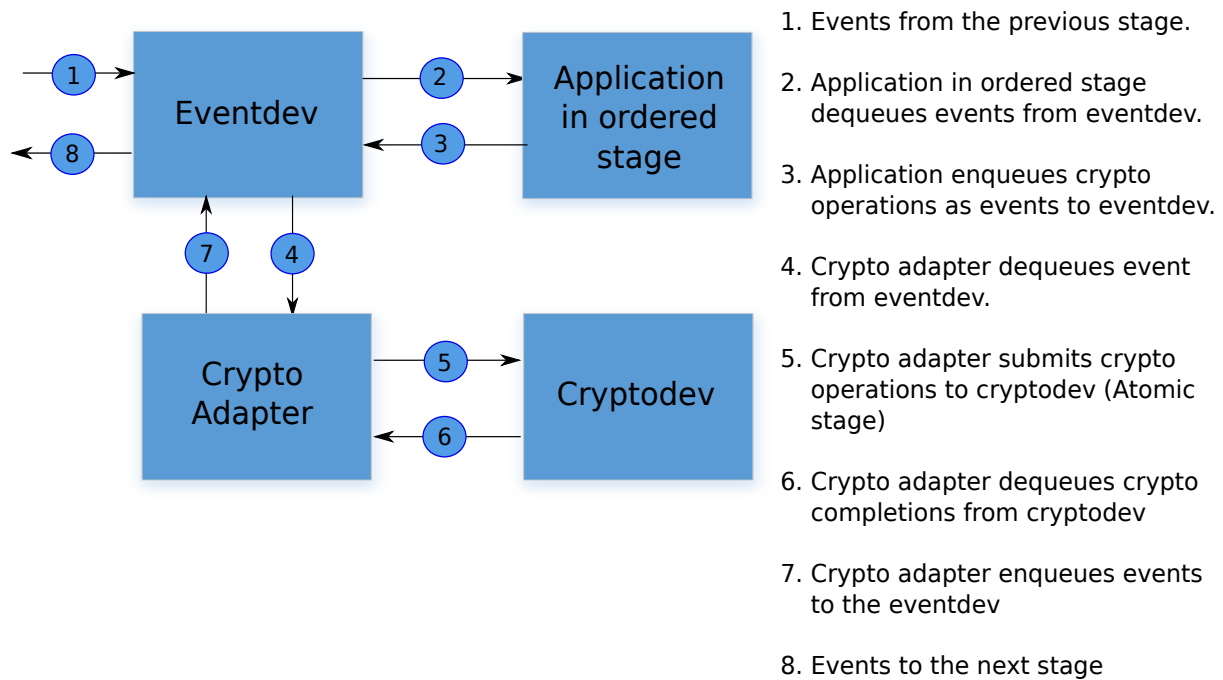 1
8
Eventdev
2
3
Application
in ordered
stage
7
4
Crypto
Adapter
5
6
Cryptodev
1. Events from the previous stage.
2. Application in ordered stage
dequeues events from eventdev.
3. Application enqueues crypto
operations as events to eventdev.
4. Crypto adapter dequeues event
from eventdev.
5. Crypto adapter submits crypto
operations to cryptodev (Atomic
stage)
6. Crypto adapter dequeues crypto
completions from cryptodev
7. Crypto adapter enqueues events
to the eventdev
8. Events to the next stage